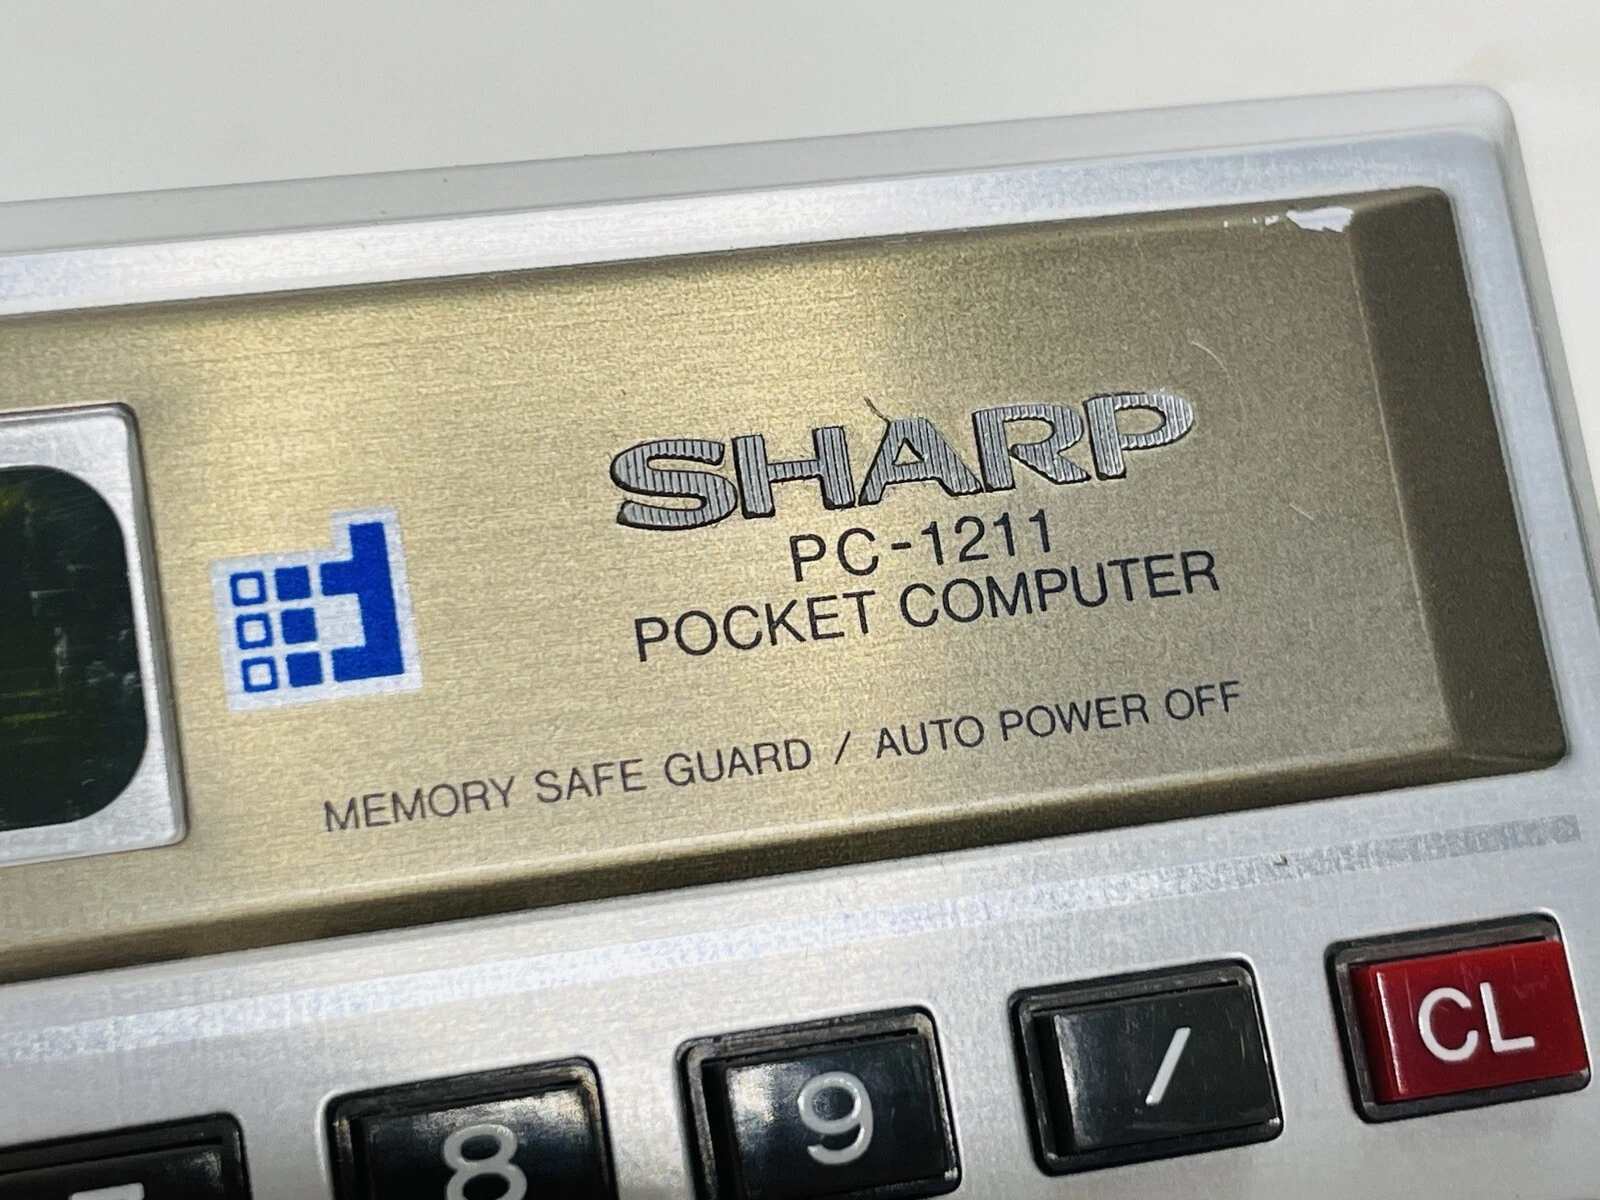 SHARP
PC-1211
POCKET COMPUTER
MEMORY SAFE GUARD / AUTO POWER OFF
8 9 / CL